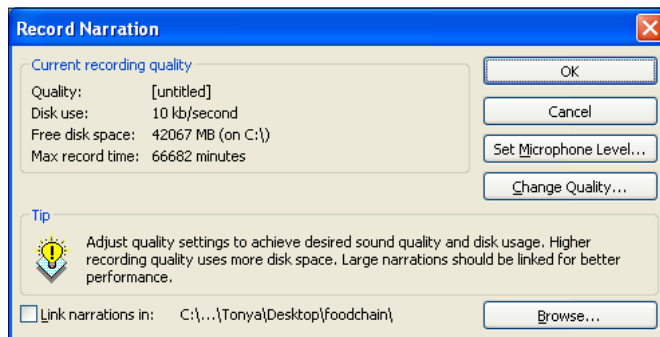 Record Narration
Current recording quality
Quality: [untitled]
Disk use: 10 kb/second
Free disk space: 42067 MB (on C:\)
Max record time: 66682 minutes
OK
Cancel
Set Microphone Level...
Change Quality...
Tip
Adjust quality settings to achieve desired sound quality and disk usage. Higher
recording quality uses more disk space. Large narrations should be linked for better
performance.
Link narrations in: C:\...\Tonya\Desktop\foodchain\
Browse...